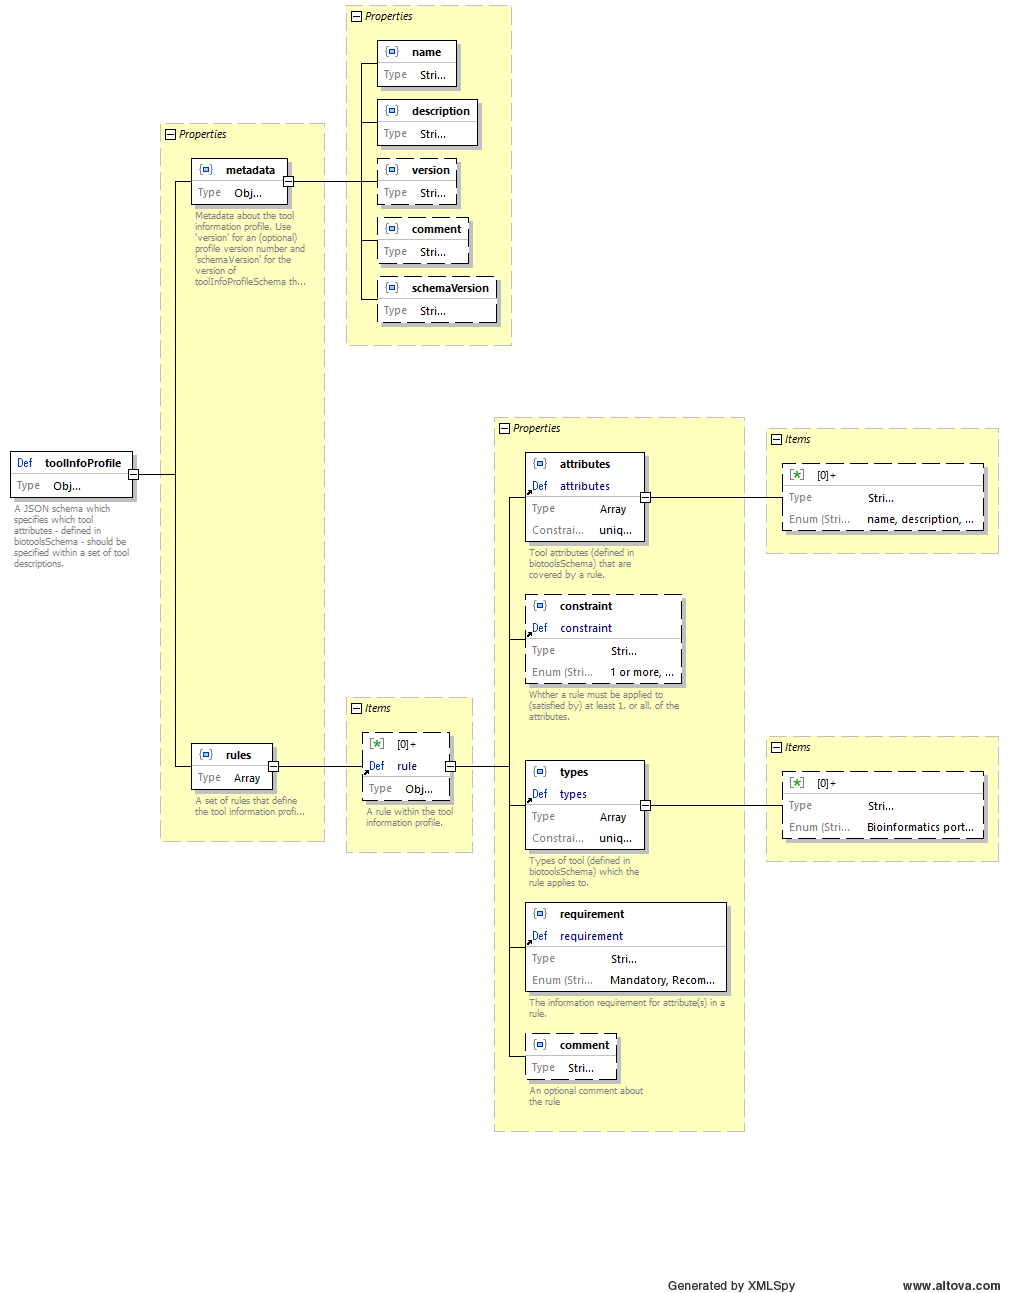 Properties
name
Type Stri...
description
Type Stri...
version
Type Stri...
comment
Type Stri...
schemaVersion
Type Stri...
Properties
metadata
Type Obj...
Metadata about the tool
information profile. Use
'version' for an (optional)
profile version number and
'schemaVersion' for the
version of
toolInfoProfileSchema th...
Def toolInfoProfile
Type Obj...
A JSON schema which
specifies which tool
attributes - defined in
biotoolsSchema - should be
specified within a set of tool
descriptions.
rules
Type Array
A set of rules that define
the tool information profi...
Items
[0]+
Def rule
Type Obj...
A rule within the tool
information profile.
Properties
attributes
Def attributes
Type Array
Constrai... uniq...
Tool attributes (defined in
biotoolsSchema) that are
covered by a rule.
Items
[0]+
Type Stri...
Enum (Stri... name, description, ...
constraint
Def constraint
Type Stri...
Enum (Stri... 1 or more, ...
Whther a rule must be applied to
(satisfied by) at least 1, or all, of the
attributes.
types
Def types
Type Array
Constrai... uniq...
Types of tool (defined in
biotoolsSchema) which the
rule applies to.
Items
[0]+
Type Stri...
Enum (Stri... Bioinformatics port...
requirement
Def requirement
Type Stri...
Enum (Stri... Mandatory, Recom...
The information requirement for attribute(s) in a
rule.
comment
Type Stri...
An optional comment about
the rule
Generated by XMLSpy www.altova.com